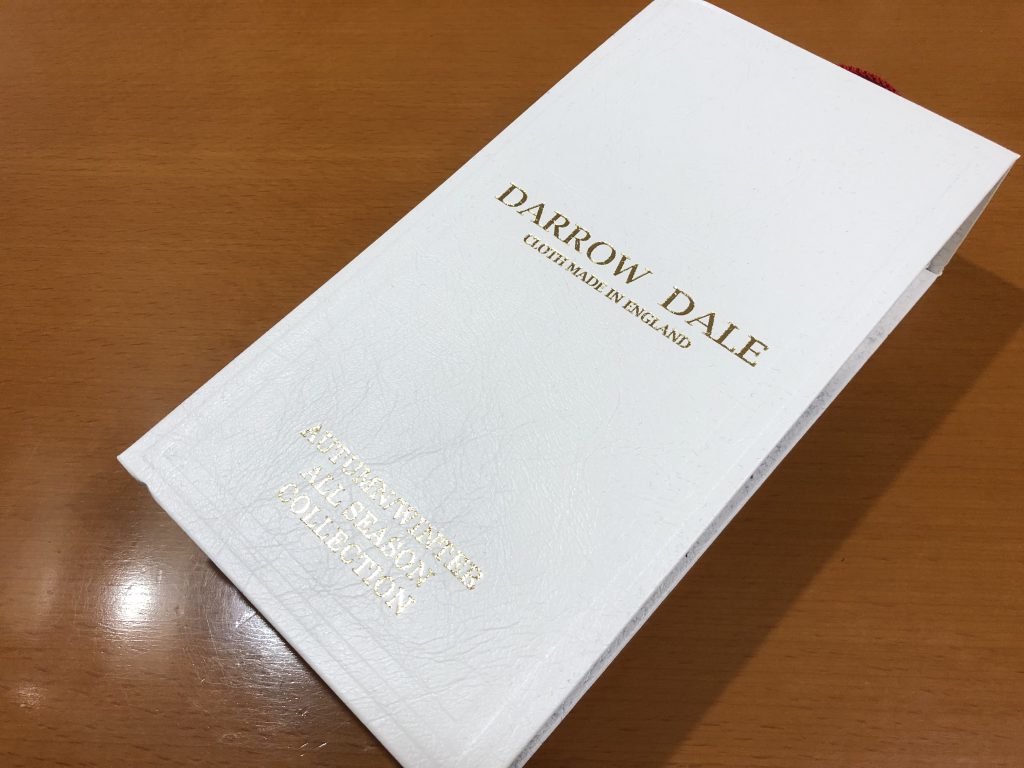 DARROW DALE
CLOTH MADE IN ENGLAND
AUTUMN/WINTER
ALL SEASON
COLLECTION